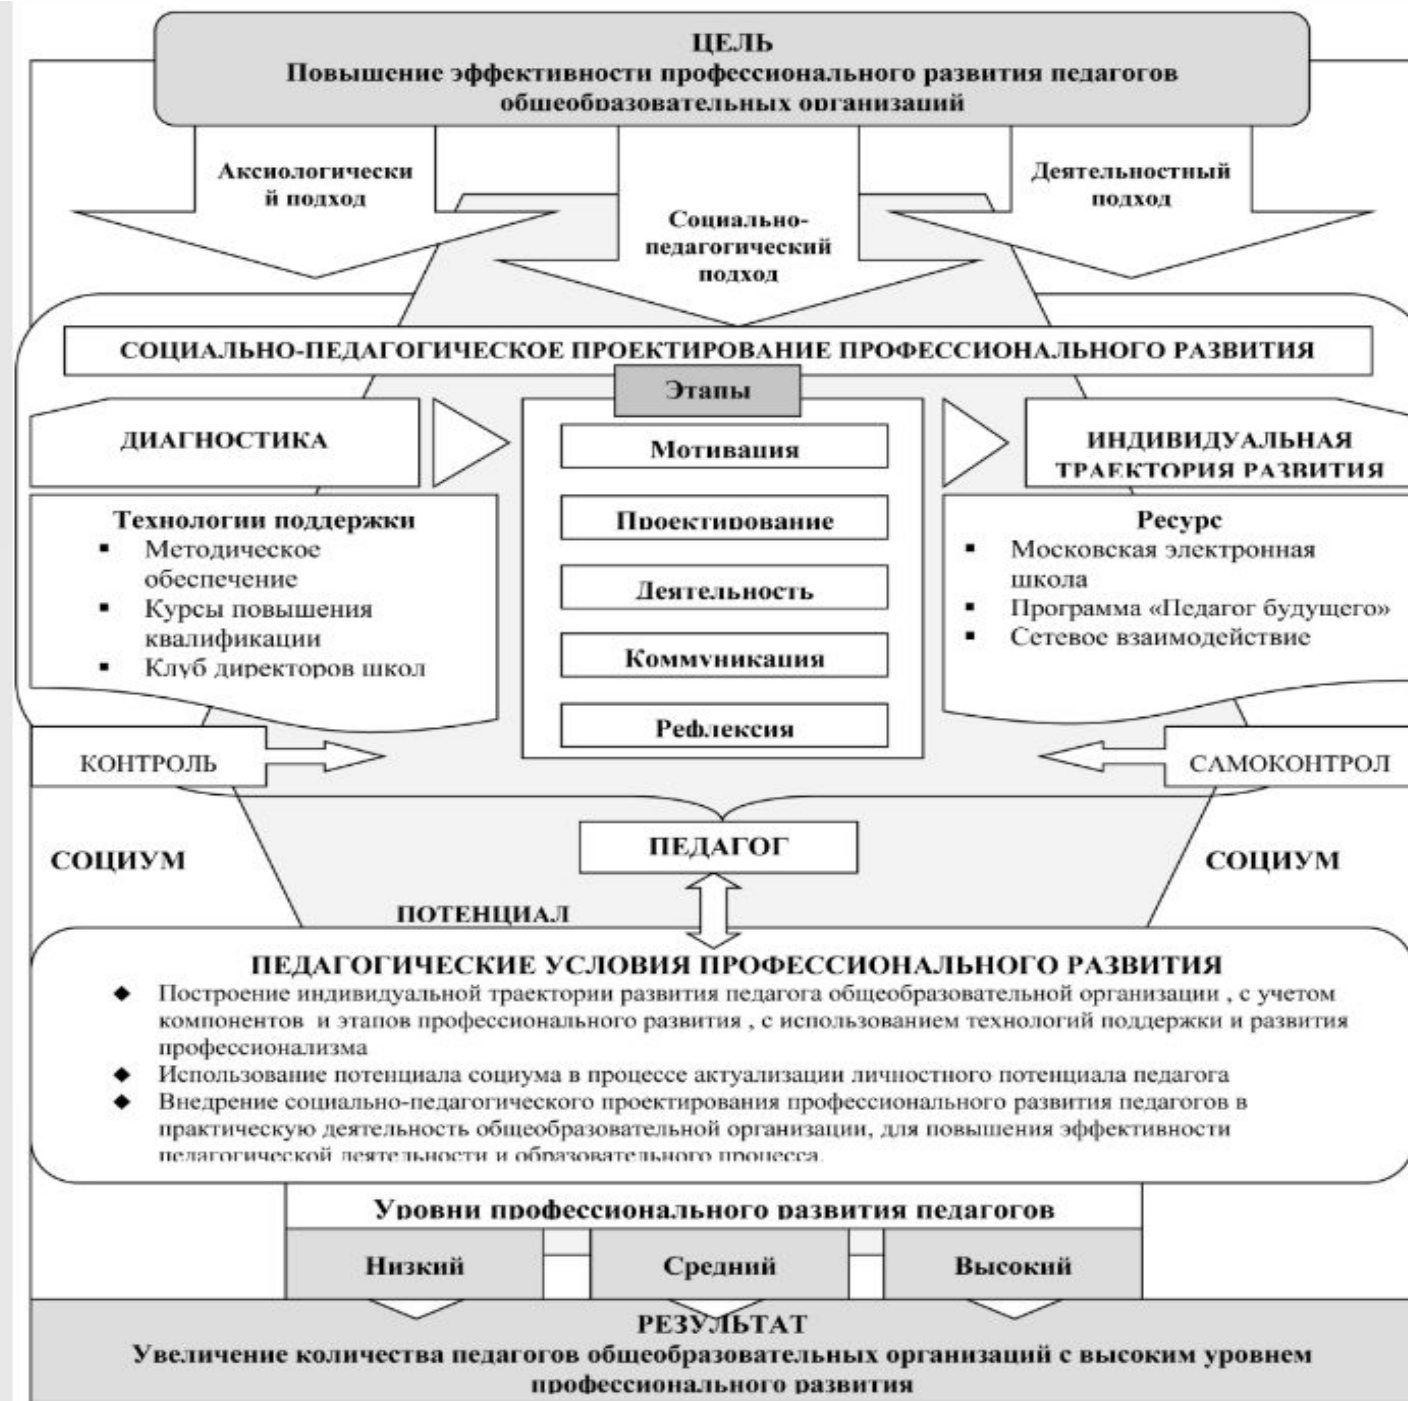 ЦЕЛЬ
Повышение эффективности профессионального развития педагогов
общеобразовательных организаций
Аксиологически
й подход
Социально-
педагогический
подход
Деятельностный
подход
СОЦИАЛЬНО-ПЕДАГОГИЧЕСКОЕ ПРОЕКТИРОВАНИЕ ПРОФЕССИОНАЛЬНОГО РАЗВИТИЯ
Этапы
ДИАГНОСТИКА
Технологии поддержки
▪ Методическое
обеспечение
▪ Курсы повышения
квалификации
▪ Клуб директоров школ
Мотивация
Проектирование
Деятельность
Коммуникация
Рефлексия
ИНДИВИДУАЛЬНАЯ
ТРАЕКТОРИЯ РАЗВИТИЯ
Ресурс
▪ Московская электронная
школа
▪ Программа «Педагог будущего»
▪ Сетевое взаимодействие
КОНТРОЛЬ
САМОКОНТРОЛ
СОЦИУМ
ПЕДАГОГ
СОЦИУМ
ПОТЕНЦИАЛ
ПЕДАГОГИЧЕСКИЕ УСЛОВИЯ ПРОФЕССИОНАЛЬНОГО РАЗВИТИЯ
◆ Построение индивидуальной траектории развития педагога общеобразовательной организации , с учетом
компонентов и этапов профессионального развития , с использованием технологий поддержки и развития
профессионализма
◆ Использование потенциала социума в процессе актуализации личностного потенциала педагога
◆ Внедрение социально-педагогического проектирования профессионального развития педагогов в
практическую деятельность общеобразовательной организации, для повышения эффективности
педагогической деятельности и образовательного процесса.
Уровни профессионального развития педагогов
Низкий
Средний
Высокий
РЕЗУЛЬТАТ
Увеличение количества педагогов общеобразовательных организаций с высоким уровнем
профессионального развития